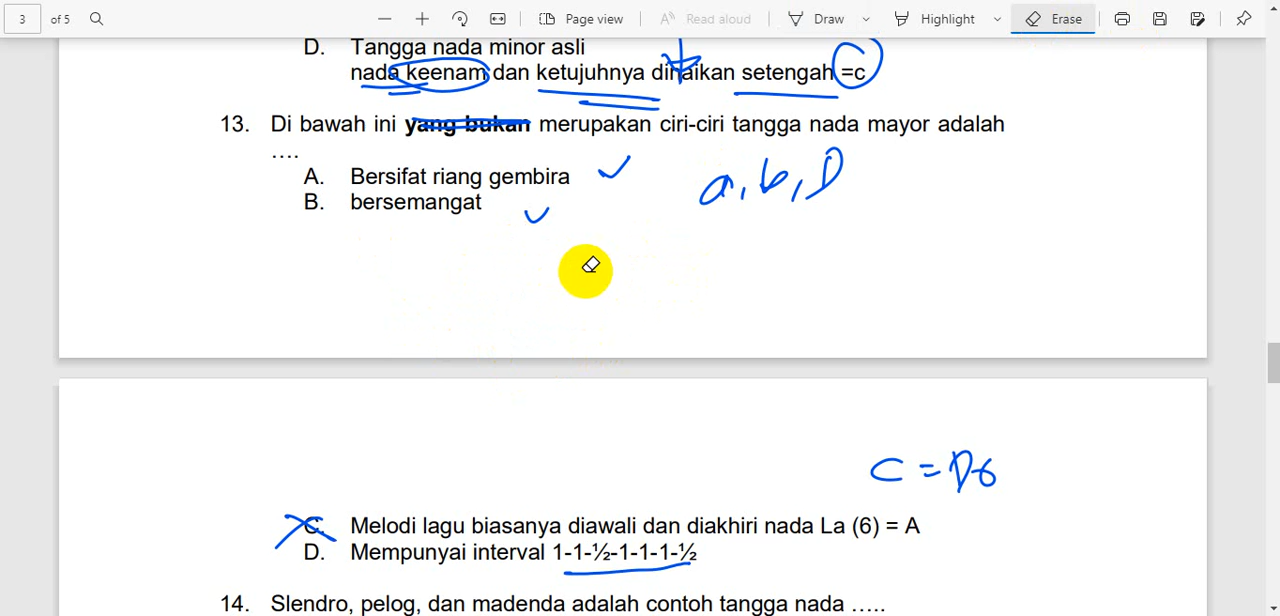 3 of 5 Page view Read aloud Draw Highlight Erase
D. Tangga nada minor asli
nada keenam dan ketujuhnya dinaikan setengah =c
13. Di bawah ini yang bukan merupakan ciri-ciri tangga nada mayor adalah
….
A. Bersifat riang gembira
a, b, D
B. bersemangat
C = Do
C. Melodi lagu biasanya diawali dan diakhiri nada La (6) = A
D. Mempunyai interval 1-1-½-1-1-1-½
14. Slendro, pelog, dan madenda adalah contoh tangga nada …..